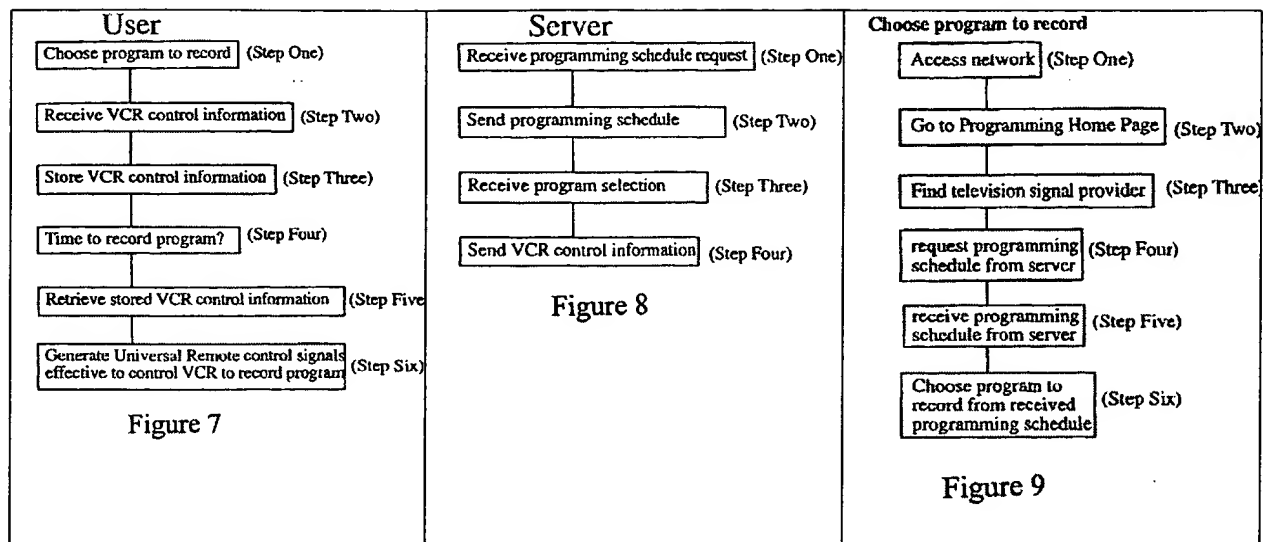 User
Choose program to record (Step One)
Receive VCR control information (Step Two)
Store VCR control information (Step Three)
Time to record program? (Step Four)
Retrieve stored VCR control information (Step Five
Generate Universal Remote control signals
effective to control VCR to record program (Step Six)
Figure 7
Server
Receive programming schedule request (Step One)
Send programming schedule (Step Two)
Receive program selection (Step Three)
Send VCR control information (Step Four)
Figure 8
Choose program to record
Access network (Step One)
Go to Programming Home Page (Step Two)
Find television signal provider (Step Three
request programming
schedule from server (Step Four)
receive programming
schedule from server (Step Five)
Choose program to
record from received
programming schedule (Step Six)
Figure 9